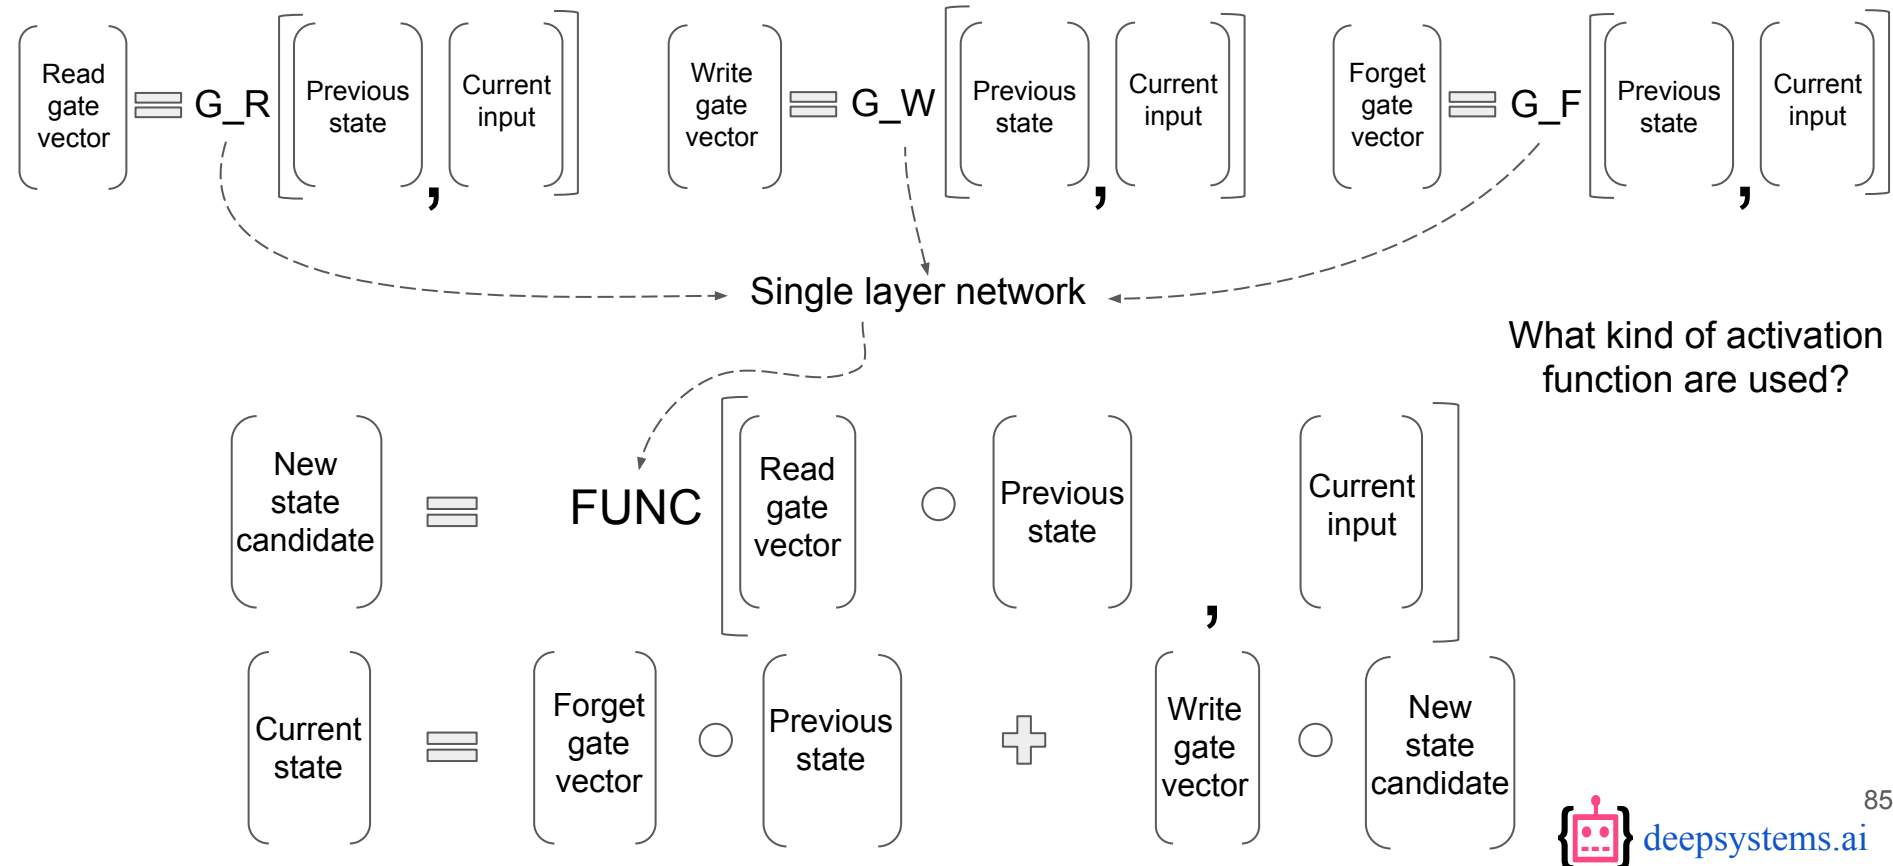 Read
gate
vector
G_R
Previous
state
,
Current
input
Write
gate
vector
G_W
Previous
state
,
Current
input
Forget
gate
vector
G_F
Previous
state
,
Current
input
Single layer network
What kind of activation
function are used?
New
state
candidate
FUNC
Read
gate
vector
Previous
state
,
Current
input
Current
state
Forget
gate
vector
Previous
state
Write
gate
vector
New
state
candidate
85
deepsystems.ai